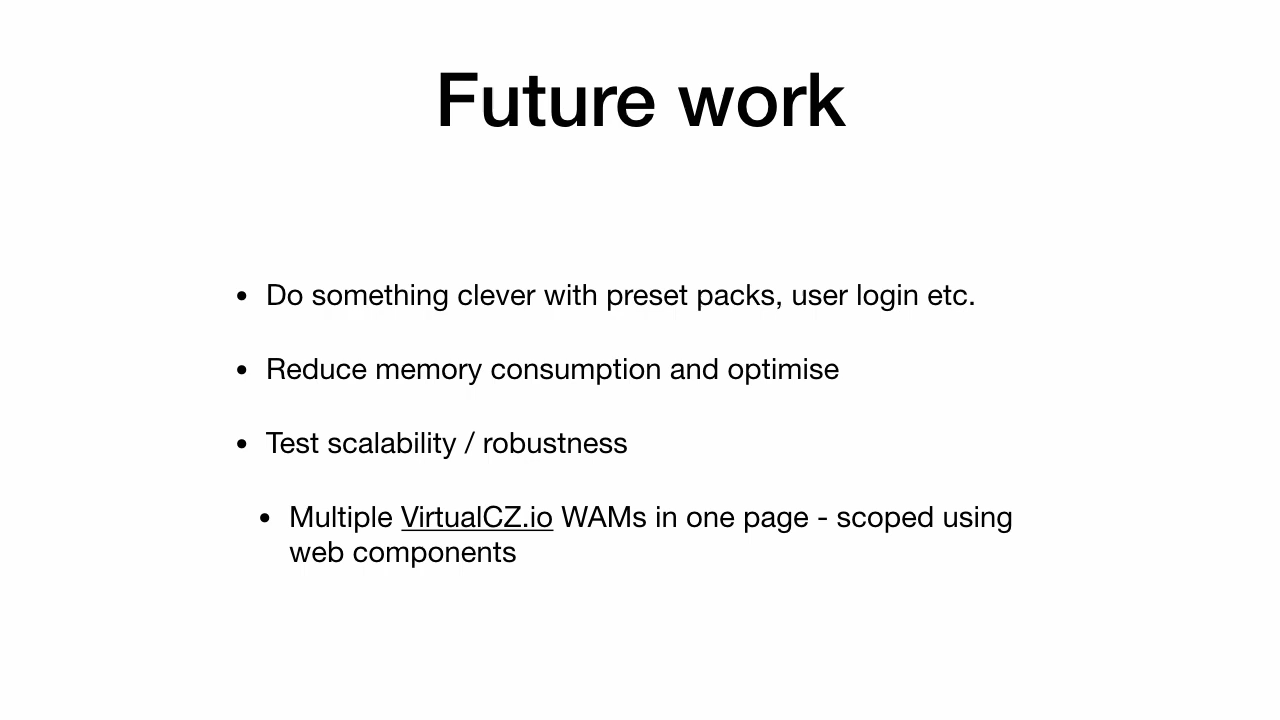 Future work
• Do something clever with preset packs, user login etc.
• Reduce memory consumption and optimise
• Test scalability / robustness
• Multiple VirtualCZ.io WAMs in one page - scoped using
web components